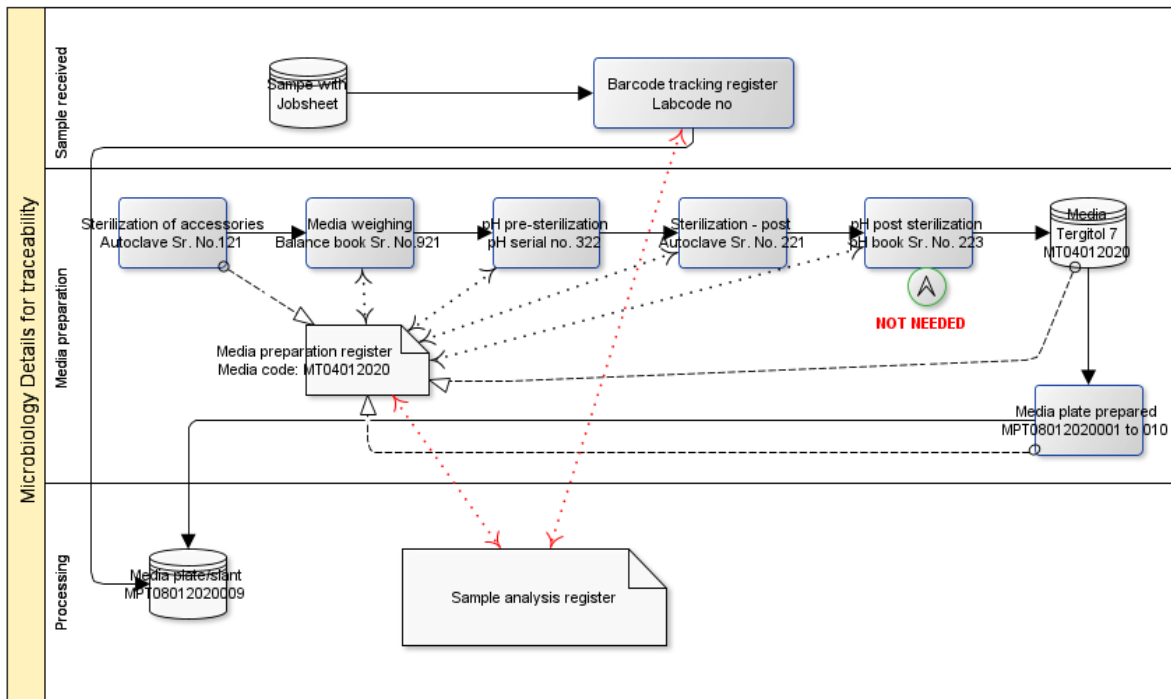 Microbiology Details for traceability
Sample received
Sampe with
Jobsheet
Barcode tracking register
Labcode no
Media preparation
Sterilization of accessories
Autoclave Sr. No.121
Media weighing
Balance book Sr. No.921
pH pre-sterilization
pH serial no. 322
Sterilization - post
Autoclave Sr. No. 221
pH post sterilization
pH book Sr. No. 223
NOT NEEDED
Media
Tergitol 7
MT04012020
Media preparation register
Media code: MT04012020
Media plate prepared
MPT08012020001 to 010
Processing
Media plate/slant
MPT08012020009
Sample analysis register